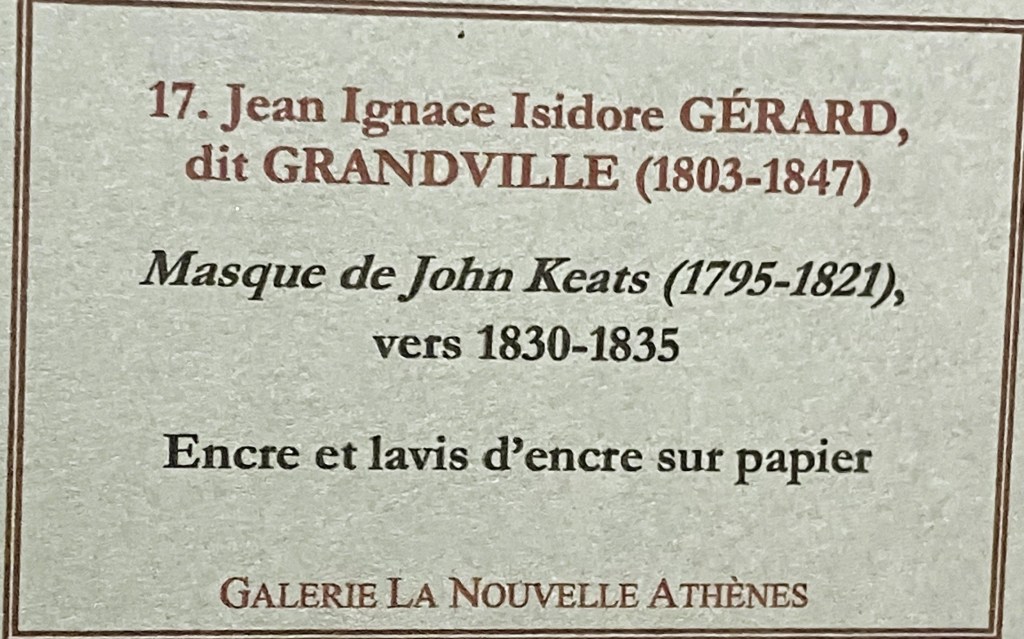 17. Jean Ignace Isidore GÉRARD,
dit GRANDVILLE (1803-1847)
Masque de John Keats (1795-1821),
vers 1830-1835
Encre et lavis d'encre sur papier
GALERIE LA NOUVELLE ATHÈNES